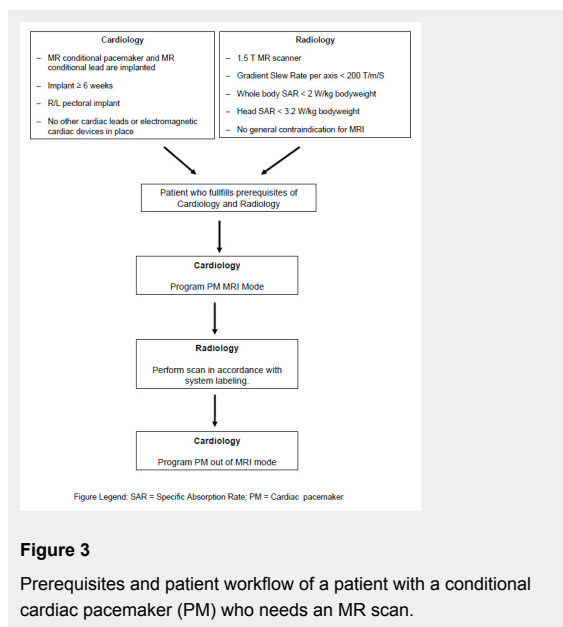 Cardiology
– MR conditional pacemaker and MR
conditional lead are implanted
– Implant ≥ 6 weeks
– R/L pectoral implant
– No other cardiac leads or electromagnetic
cardiac devices in place
Radiology
– 1.5 T MR scanner
– Gradient Slew Rate per axis < 200 T/m/S
– Whole body SAR < 2 W/kg bodyweight
– Head SAR < 3.2 W/kg bodyweight
– No general contraindication for MRI
Patient who fullfills prerequisites of
Cardiology and Radiology
Cardiology
Program PM MRI Mode
Radiology
Perform scan in accordance with
system labeling.
Cardiology
Program PM out of MRI mode
Figure Legend: SAR = Specific Absorption Rate; PM = Cardiac pacemaker
Figure 3
Prerequisites and patient workflow of a patient with a conditional
cardiac pacemaker (PM) who needs an MR scan.